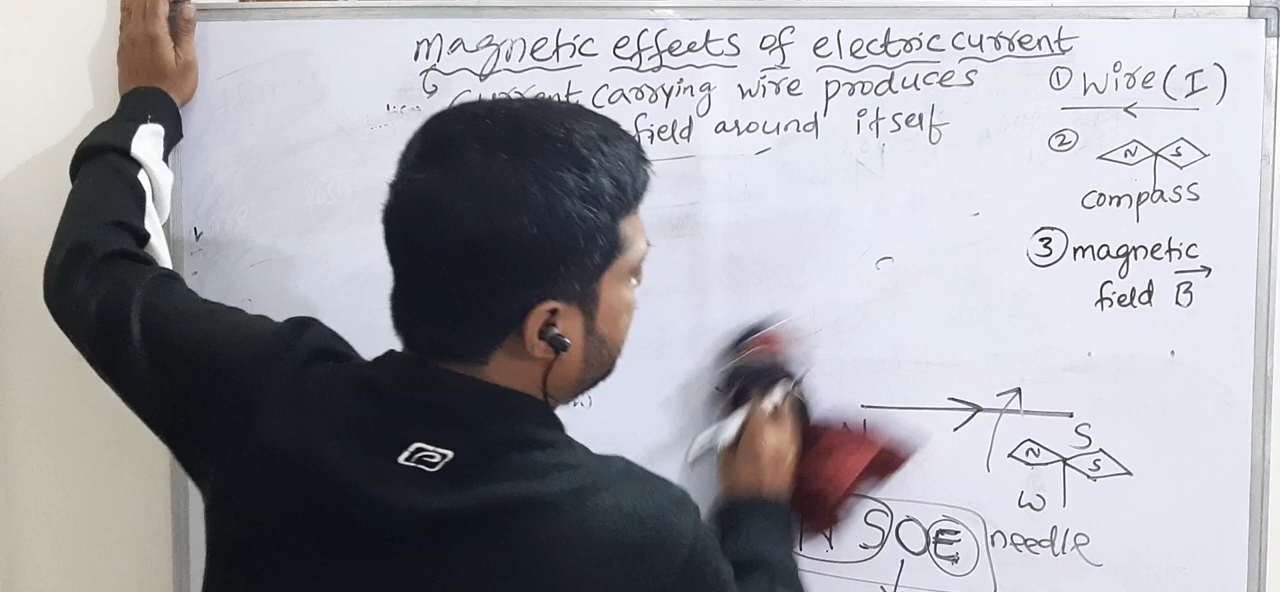 magnetic effects of electric current
Current carrying wire produces
field around itself
① Wire (I)
②
N S
compass
③ magnetic
field B
S
N S
W
N S O E needle